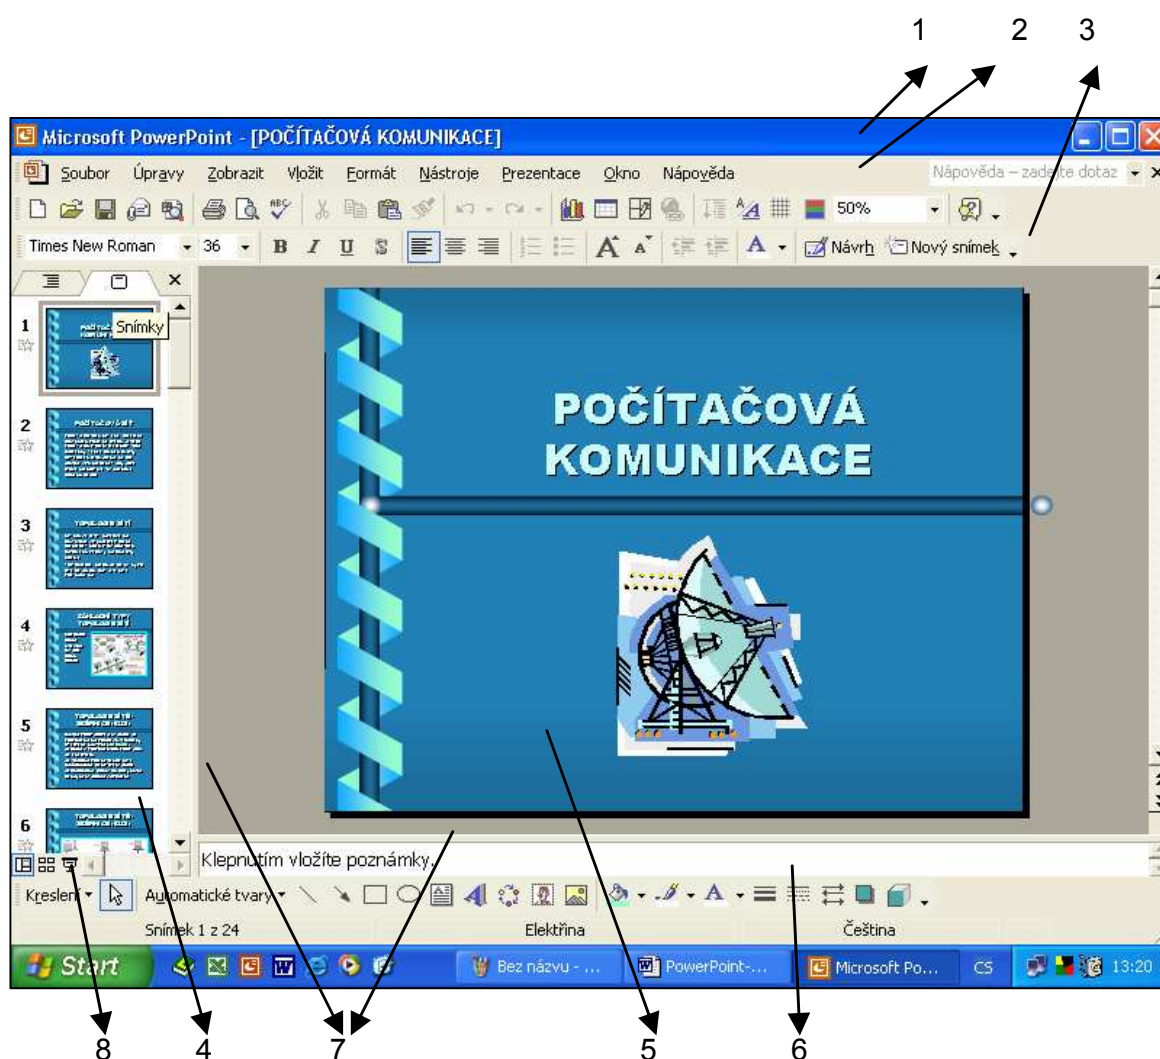 1 2 3
Microsoft PowerPoint - [POČÍTAČOVÁ KOMUNIKACE]
Soubor Úpravy Zobrazit Vložit Formát Nástroje Prezentace Okno Nápověda Nápověda – zadejte dotaz
50%
Times New Roman 36 B I U S A A A Návrh Nový snímek
1
Snímky
POČÍTAČOVÁ
KOMUNIKACE
2
3
4
5
6
Klepnutím vložíte poznámky.
Kreslení Automatické tvary
Snímek 1 z 24 Elektřina Čeština
Start Bez názvu - ... PowerPoint-... Microsoft Po... CS 13:20
8 4 7 5 6